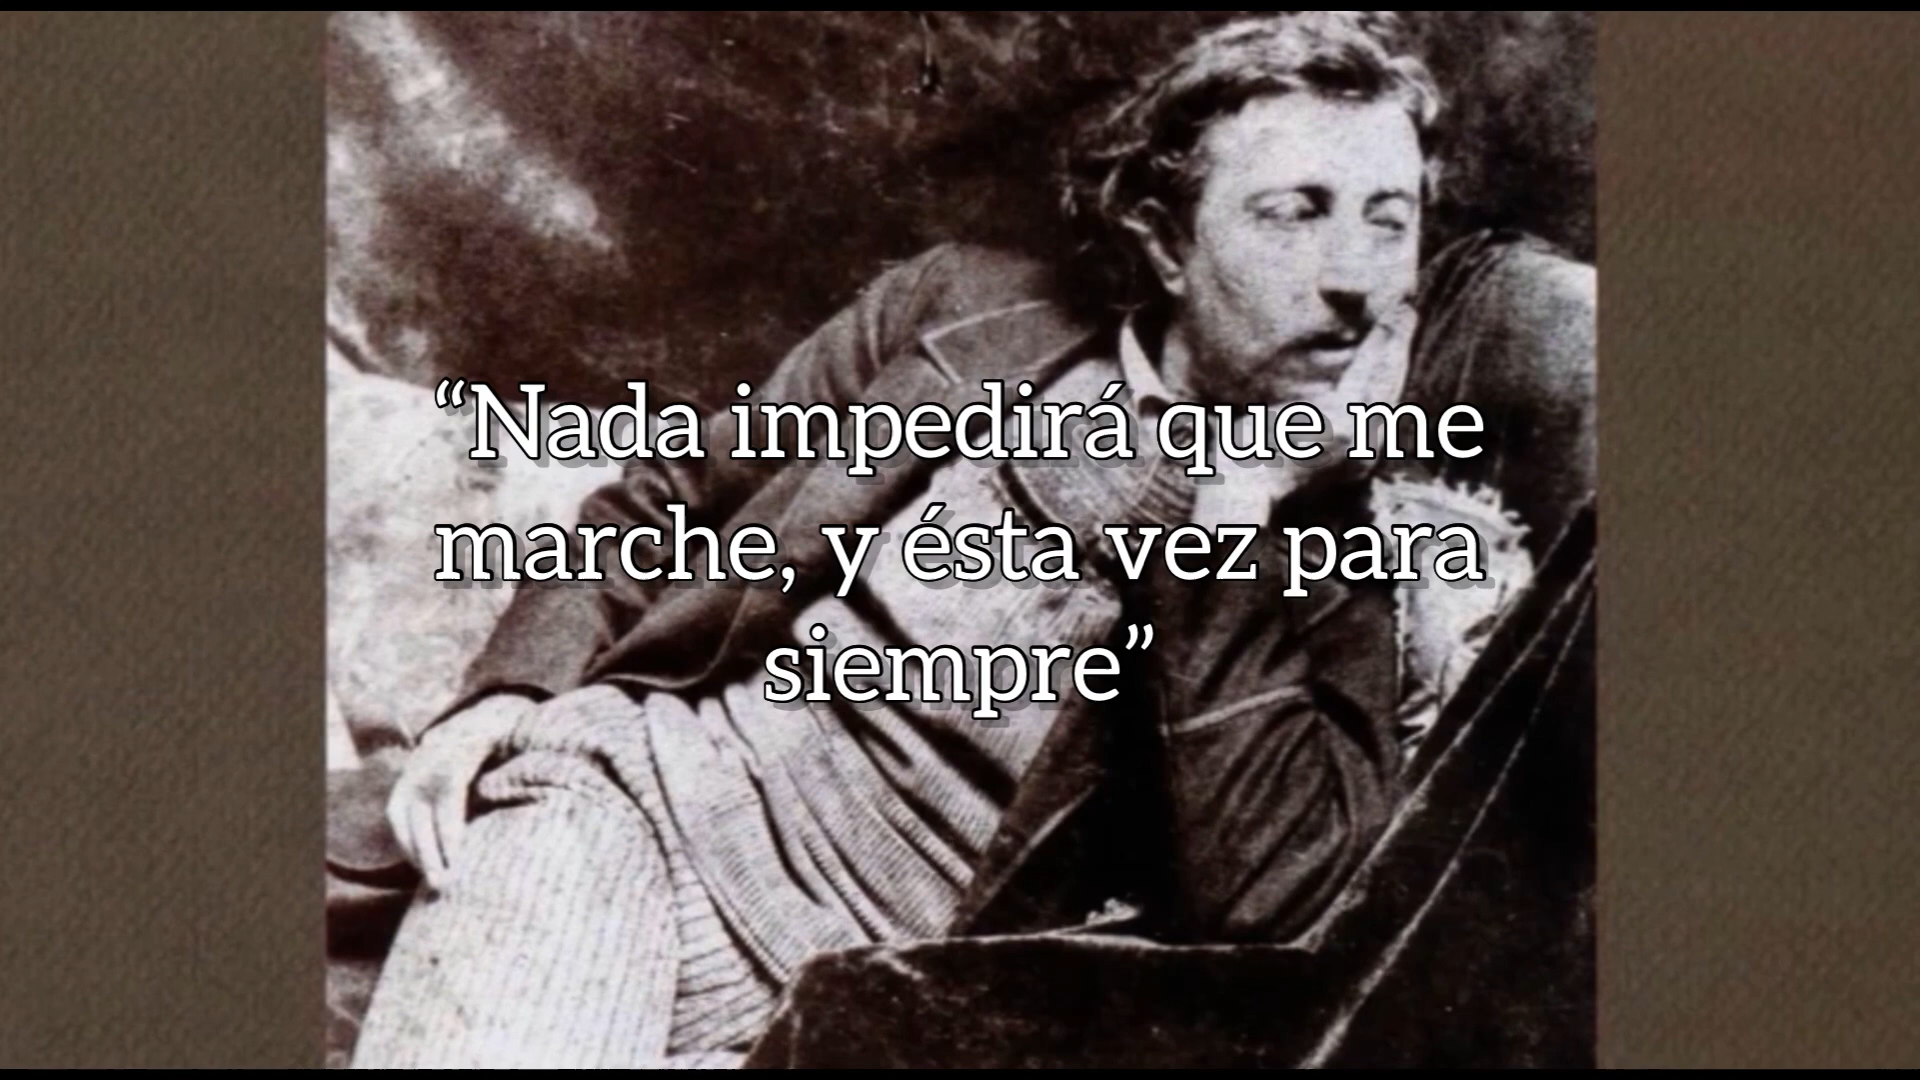 “Nada impedirá que me
marche, y ésta vez para
siempre”